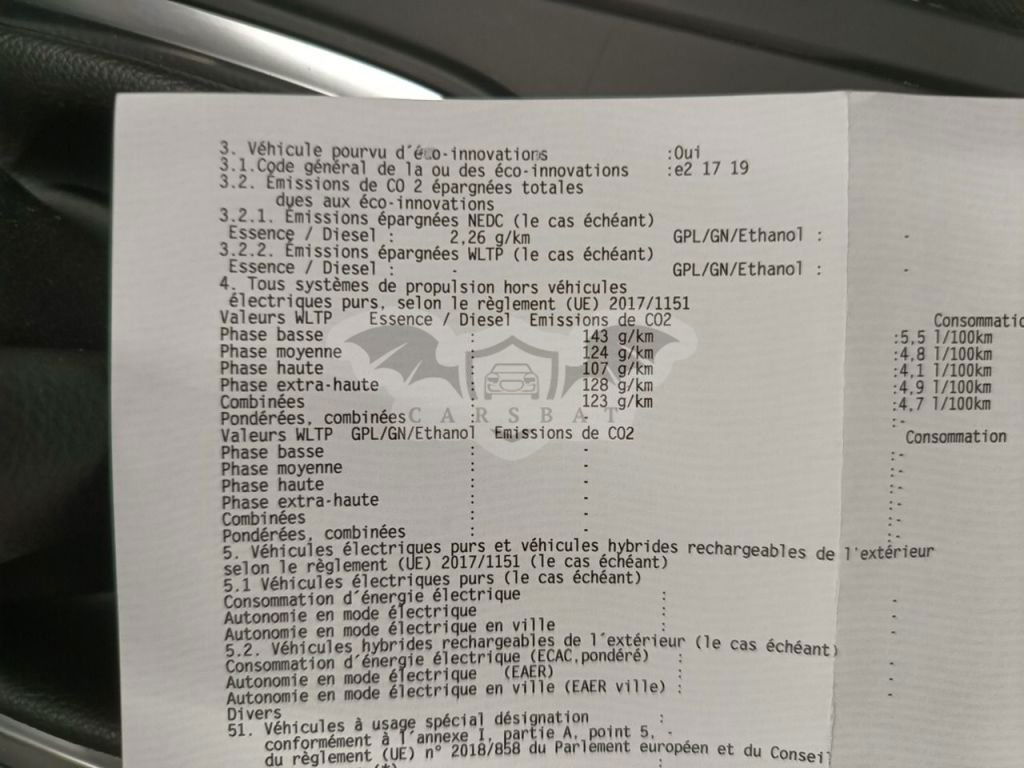 3. Véhicule pourvu d'éco-innovations :Oui
3.1.Code général de la ou des éco-innovations :e2 17 19
3.2. Émissions de CO 2 épargnées totales
dues aux éco-innovations
3.2.1. Émissions épargnées NEDC (le cas échéant)
Essence / Diesel : 2,26 g/km GPL/GN/Ethanol : -
3.2.2. Émissions épargnées WLTP (le cas échéant)
Essence / Diesel : - GPL/GN/Ethanol : -
4. Tous systèmes de propulsion hors véhicules
électriques purs, selon le règlement (UE) 2017/1151
Valeurs WLTP Essence / Diesel Emissions de CO2 Consommatio
Phase basse : 143 g/km :5,5 l/100km
Phase moyenne : 124 g/km :4,8 l/100km
Phase haute : 107 g/km :4,1 l/100km
Phase extra-haute : 128 g/km :4,9 l/100km
Combinées : 123 g/km :4,7 l/100km
Pondérées, combinées : - :-
CARSBAT
Valeurs WLTP GPL/GN/Ethanol Emissions de CO2 Consommation
Phase basse : - :-
Phase moyenne : - :-
Phase haute : - :-
Phase extra-haute : - :-
Combinées : - :-
Pondérées, combinées : - :-
5. Véhicules électriques purs et véhicules hybrides rechargeables de l'extérieur
selon le règlement (UE) 2017/1151 (le cas échéant)
5.1 Véhicules électriques purs (le cas échéant)
Consommation d'énergie électrique : -
Autonomie en mode électrique : -
Autonomie en mode électrique en ville : -
5.2. Véhicules hybrides rechargeables de l'extérieur (le cas échéant)
Consommation d'énergie électrique (ECAC,pondéré) : -
Autonomie en mode électrique (EAER) : -
Autonomie en mode électrique en ville (EAER ville) : -
Divers
51. Véhicules à usage spécial désignation :
conformément à l'annexe I, partie A, point 5, -
du règlement (UE) n° 2018/858 du Parlement européen et du Conseil
(*) :